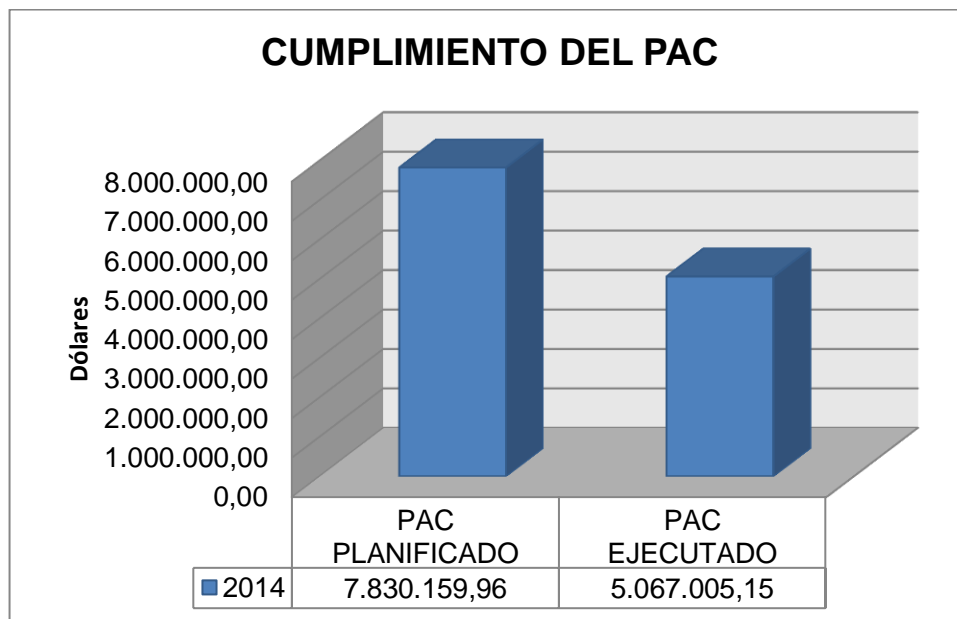 CUMPLIMIENTO DEL PAC
Dólares
8.000.000,00
7.000.000,00
6.000.000,00
5.000.000,00
4.000.000,00
3.000.000,00
2.000.000,00
1.000.000,00
0,00
PAC PAC
PLANIFICADO EJECUTADO
2014 7.830.159,96 5.067.005,15